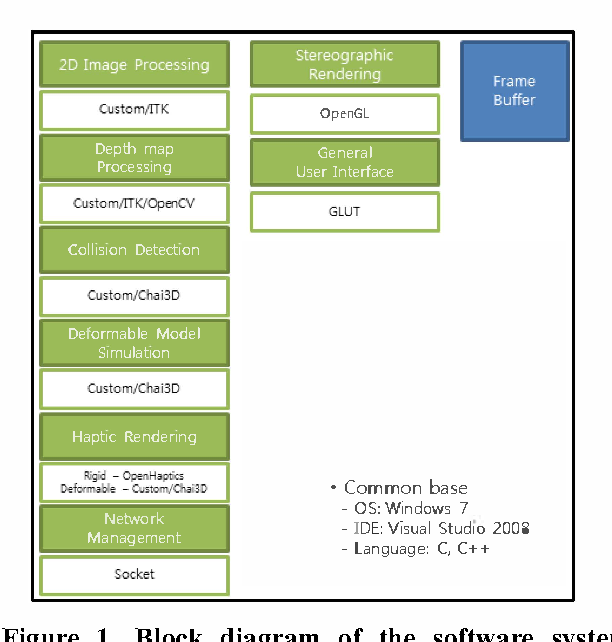 2D Image Processing
Custom/ITK
Depth map
Processing
Custom/ITK/OpenCV
Collision Detection
Custom/Chai3D
Deformable Model
Simulation
Custom/Chai3D
Haptic Rendering
Rigid – OpenHaptics
Deformable – Custom/Chai3D
Network
Management
Socket
Stereographic
Rendering
OpenGL
General
User Interface
GLUT
Frame
Buffer
• Common base
- OS: Windows 7
- IDE: Visual Studio 2008
- Language: C, C++
Figure 1. Block diagram of the software system